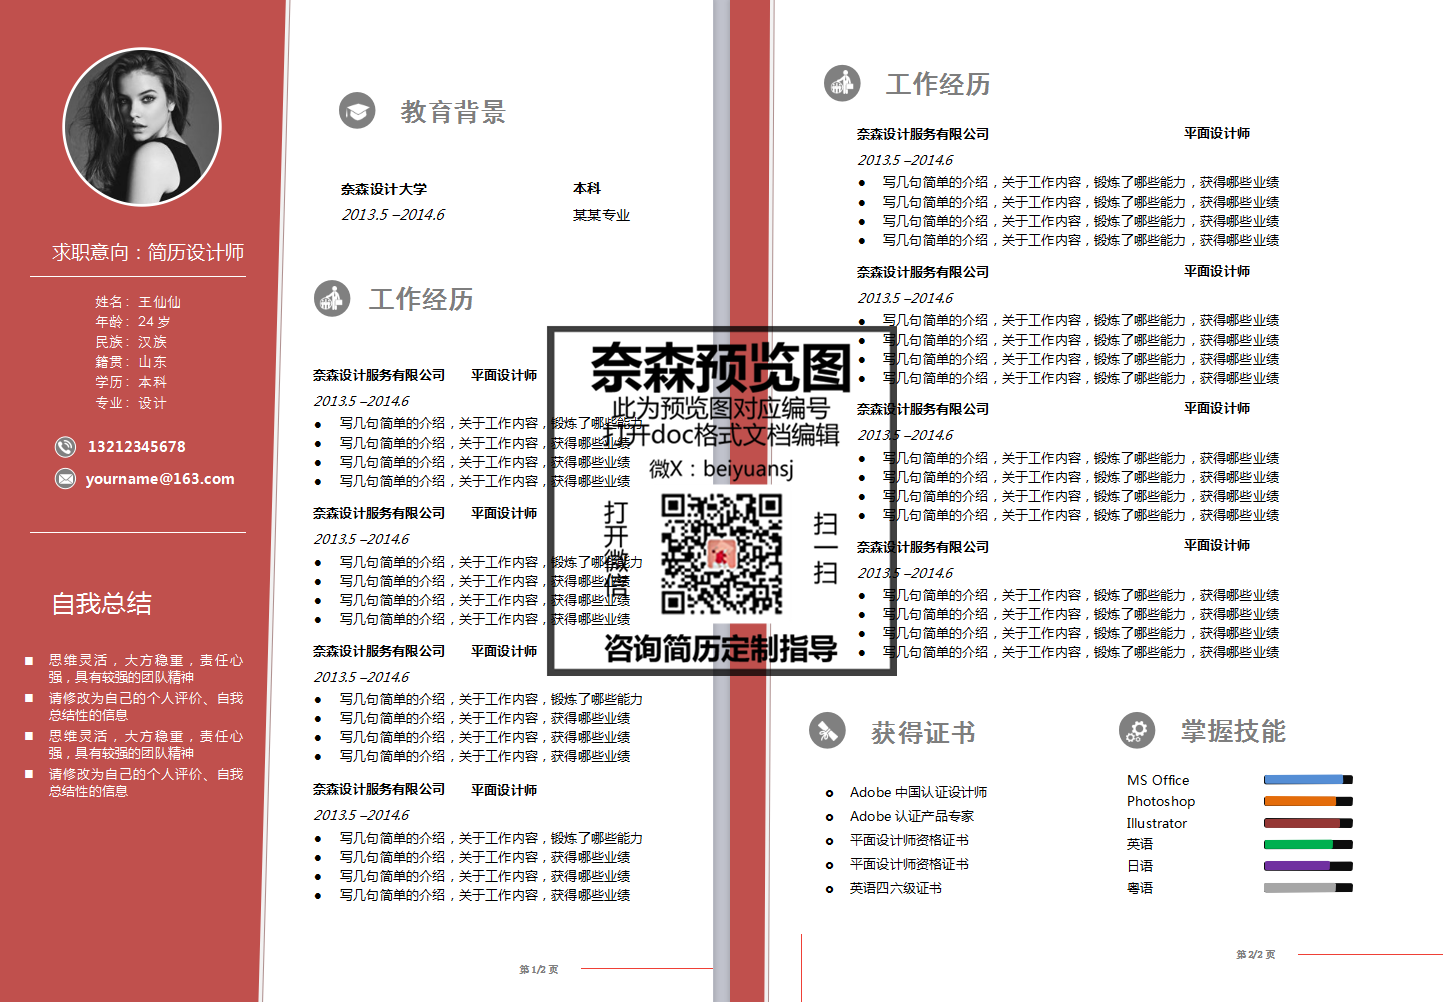 求职意向：简历设计师
姓名：王仙仙
年龄：24 岁
民族：汉族
籍贯：山东
学历：本科
专业：设计
13212345678
yourname@163.com
自我总结
■ 思维灵活，大方稳重，责任心
强，具有较强的团队精神
■ 请修改为自己的个人评价、自我
总结性的信息
■ 思维灵活，大方稳重，责任心
强，具有较强的团队精神
■ 请修改为自己的个人评价、自我
总结性的信息
教育背景
奈森设计大学 本科
2013.5 –2014.6 某某专业
工作经历
奈森设计服务有限公司 平面设计师
2013.5 –2014.6
● 写几句简单的介绍，关于工作内容，锻炼了哪些能力
● 写几句简单的介绍，关于工作内容，获得哪些业绩
● 写几句简单的介绍，关于工作内容，获得哪些业绩
● 写几句简单的介绍，关于工作内容，获得哪些业绩
奈森设计服务有限公司 平面设计师
2013.5 –2014.6
● 写几句简单的介绍，关于工作内容，锻炼了哪些能力
● 写几句简单的介绍，关于工作内容，获得哪些业绩
● 写几句简单的介绍，关于工作内容，获得哪些业绩
● 写几句简单的介绍，关于工作内容，获得哪些业绩
奈森设计服务有限公司 平面设计师
2013.5 –2014.6
● 写几句简单的介绍，关于工作内容，锻炼了哪些能力
● 写几句简单的介绍，关于工作内容，获得哪些业绩
● 写几句简单的介绍，关于工作内容，获得哪些业绩
● 写几句简单的介绍，关于工作内容，获得哪些业绩
奈森设计服务有限公司 平面设计师
2013.5 –2014.6
● 写几句简单的介绍，关于工作内容，锻炼了哪些能力
● 写几句简单的介绍，关于工作内容，获得哪些业绩
● 写几句简单的介绍，关于工作内容，获得哪些业绩
● 写几句简单的介绍，关于工作内容，获得哪些业绩
第 1/2 页
奈森预览图
此为预览图对应编号
打开doc格式文档编辑
微X：beiyuansj
打开微信
扫一扫
咨询简历定制指导
工作经历
奈森设计服务有限公司 平面设计师
2013.5 –2014.6
● 写几句简单的介绍，关于工作内容，锻炼了哪些能力，获得哪些业绩
● 写几句简单的介绍，关于工作内容，锻炼了哪些能力，获得哪些业绩
● 写几句简单的介绍，关于工作内容，锻炼了哪些能力，获得哪些业绩
● 写几句简单的介绍，关于工作内容，锻炼了哪些能力，获得哪些业绩
奈森设计服务有限公司 平面设计师
2013.5 –2014.6
● 写几句简单的介绍，关于工作内容，锻炼了哪些能力，获得哪些业绩
● 写几句简单的介绍，关于工作内容，锻炼了哪些能力，获得哪些业绩
● 写几句简单的介绍，关于工作内容，锻炼了哪些能力，获得哪些业绩
● 写几句简单的介绍，关于工作内容，锻炼了哪些能力，获得哪些业绩
奈森设计服务有限公司 平面设计师
2013.5 –2014.6
● 写几句简单的介绍，关于工作内容，锻炼了哪些能力，获得哪些业绩
● 写几句简单的介绍，关于工作内容，锻炼了哪些能力，获得哪些业绩
● 写几句简单的介绍，关于工作内容，锻炼了哪些能力，获得哪些业绩
● 写几句简单的介绍，关于工作内容，锻炼了哪些能力，获得哪些业绩
奈森设计服务有限公司 平面设计师
2013.5 –2014.6
● 写几句简单的介绍，关于工作内容，锻炼了哪些能力，获得哪些业绩
● 写几句简单的介绍，关于工作内容，锻炼了哪些能力，获得哪些业绩
● 写几句简单的介绍，关于工作内容，锻炼了哪些能力，获得哪些业绩
● 写几句简单的介绍，关于工作内容，锻炼了哪些能力，获得哪些业绩
获得证书
Adobe 中国认证设计师
Adobe 认证产品专家
平面设计师资格证书
平面设计师资格证书
英语四六级证书
掌握技能
MS Office
Photoshop
Illustrator
英语
日语
粤语
第 2/2 页